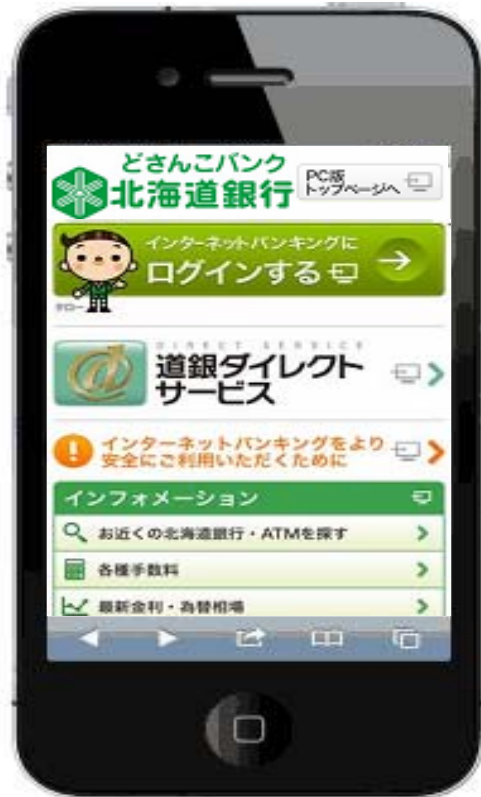 どさんこバンク
北海道銀行
PC版
トップページへ
インターネットバンキングに
ログインする
タロー
DIRECT SERVICE
道銀ダイレクト
サービス
インターネットバンキングをより
安全にご利用いただくために
インフォメーション
お近くの北海道銀行・ATMを探す
各種手数料
最新金利・為替相場